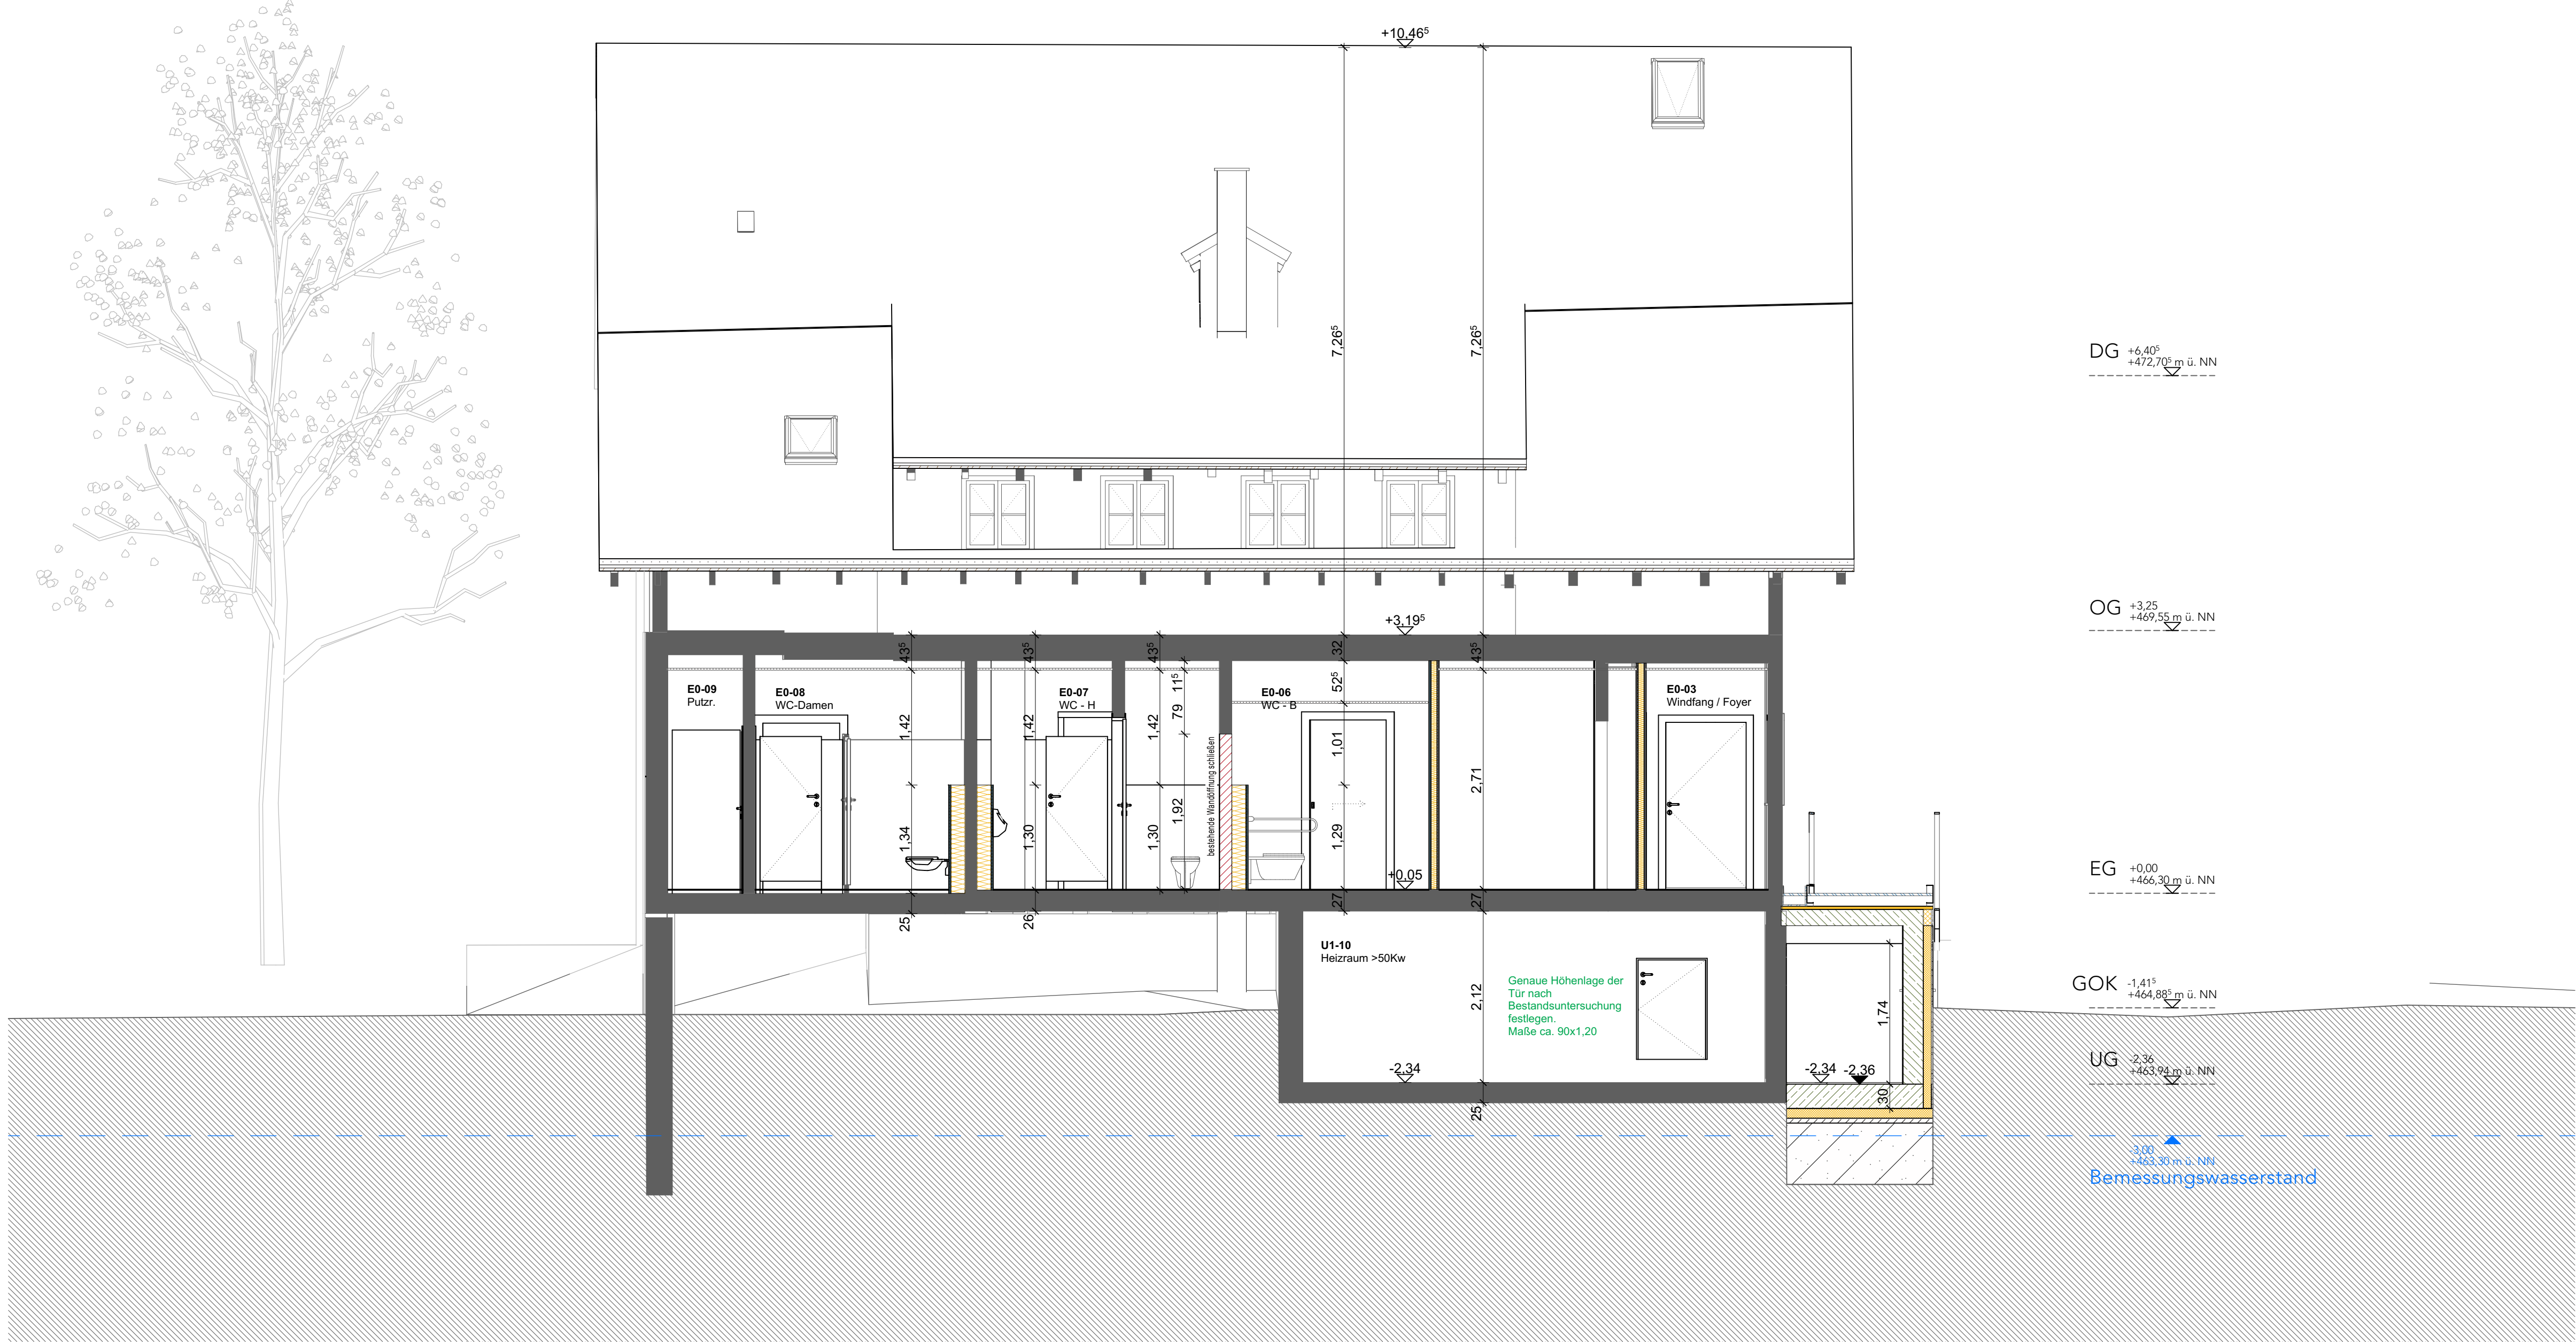 +10,46⁵
7,26⁵
7,26⁵
DG +6,40⁵
+472,70⁵ m ü. NN
OG +3,25
+469,55 m ü. NN
+3,19⁵
43⁵
43⁵
43⁵
11⁵
32
43⁵
52⁵
E0-09
Putzr.
E0-08
WC-Damen
E0-07
WC - H
E0-06
WC - B
E0-03
Windfang / Foyer
1,42
1,42
1,42
79
1,01
2,71
1,34
1,30
1,30
1,92
bestehende Wandöffnung schließen
1,29
+0,05
EG +0,00
+466,30 m ü. NN
25
26
27
27
U1-10
Heizraum >50Kw
2,12
Genaue Höhenlage der
Tür nach
Bestandsuntersuchung
festlegen.
Maße ca. 90x1,20
1,74
GOK -1,41⁵
+464,88⁵ m ü. NN
-2,34
-2,34
-2,36
UG -2,36
+463,94 m ü. NN
25
30
-3,00
+463,30 m ü. NN
Bemessungswasserstand